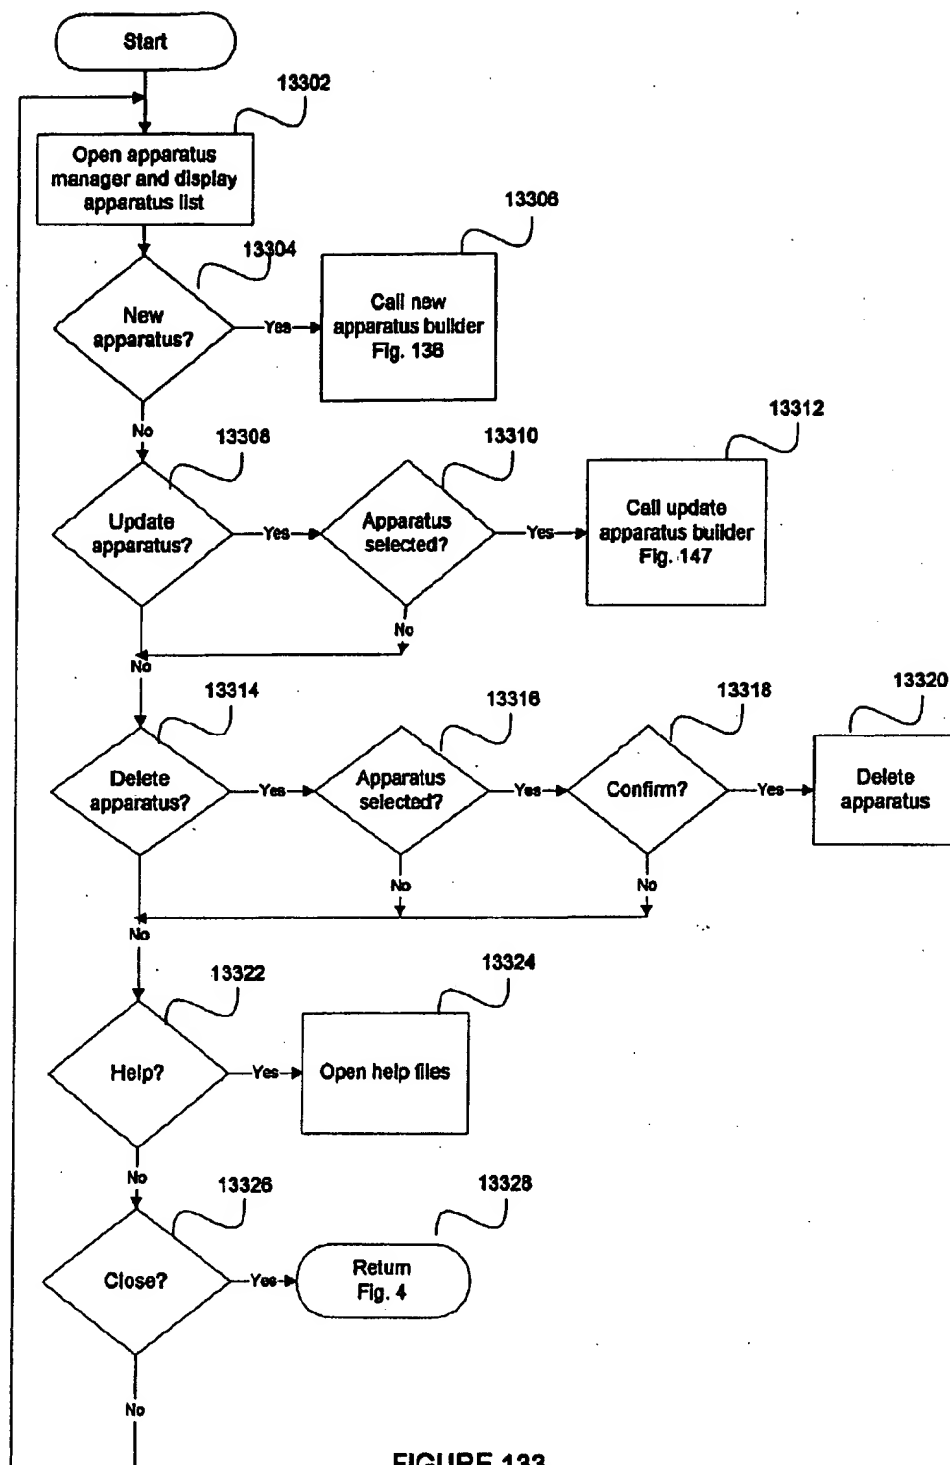 Start
13302
Open apparatus
manager and display
apparatus list
13304
New
apparatus?
Yes
13306
Call new
apparatus builder
Fig. 138
No
13308
Update
apparatus?
Yes
13310
Apparatus
selected?
Yes
13312
Call update
apparatus builder
Fig. 147
No
No
13314
Delete
apparatus?
Yes
13316
Apparatus
selected?
Yes
13318
Confirm?
Yes
13320
Delete
apparatus
No
No
No
13322
Help?
Yes
13324
Open help files
No
13326
Close?
Yes
13328
Return
Fig. 4
No
FIGURE 133